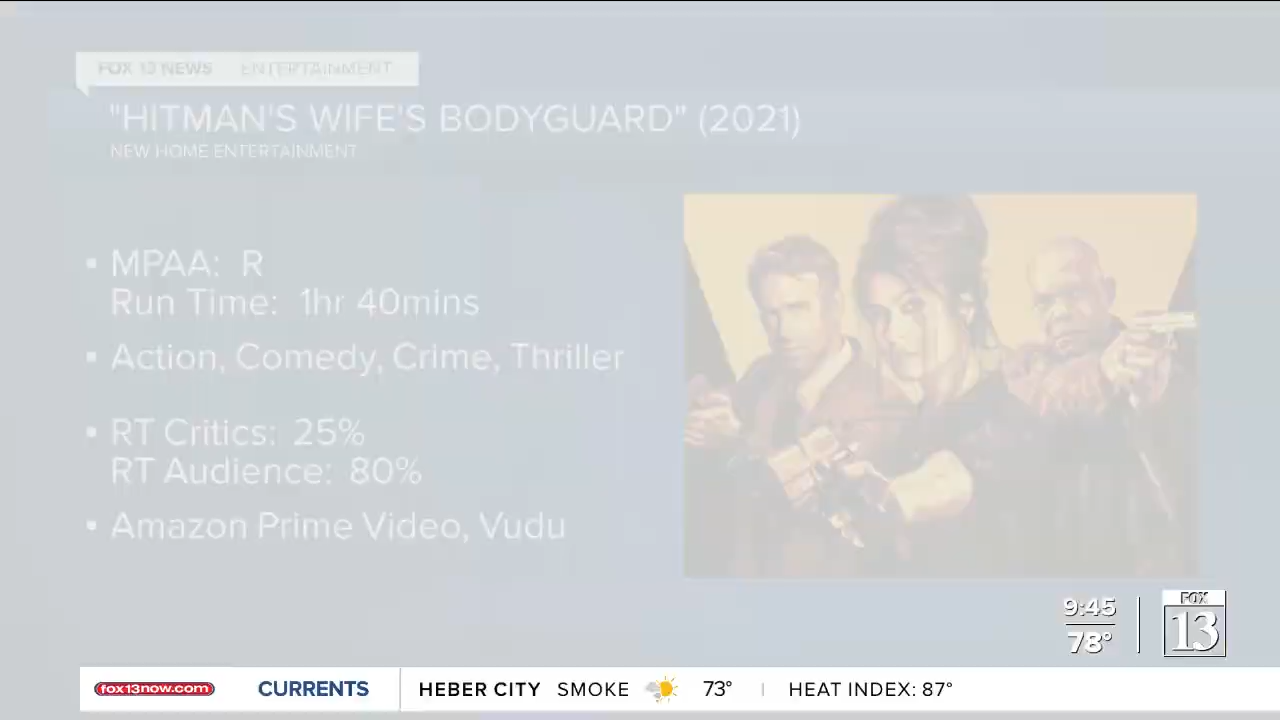 FOX 13 NEWS ENTERTAINMENT
"HITMAN'S WIFE'S BODYGUARD" (2021)
NEW HOME ENTERTAINMENT
▪ MPAA: R
Run Time: 1hr 40mins
▪ Action, Comedy, Crime, Thriller
▪ RT Critics: 25%
RT Audience: 80%
▪ Amazon Prime Video, Vudu
9:45
78°
FOX
13
fox13now.com CURRENTS HEBER CITY SMOKE 73° | HEAT INDEX: 87°